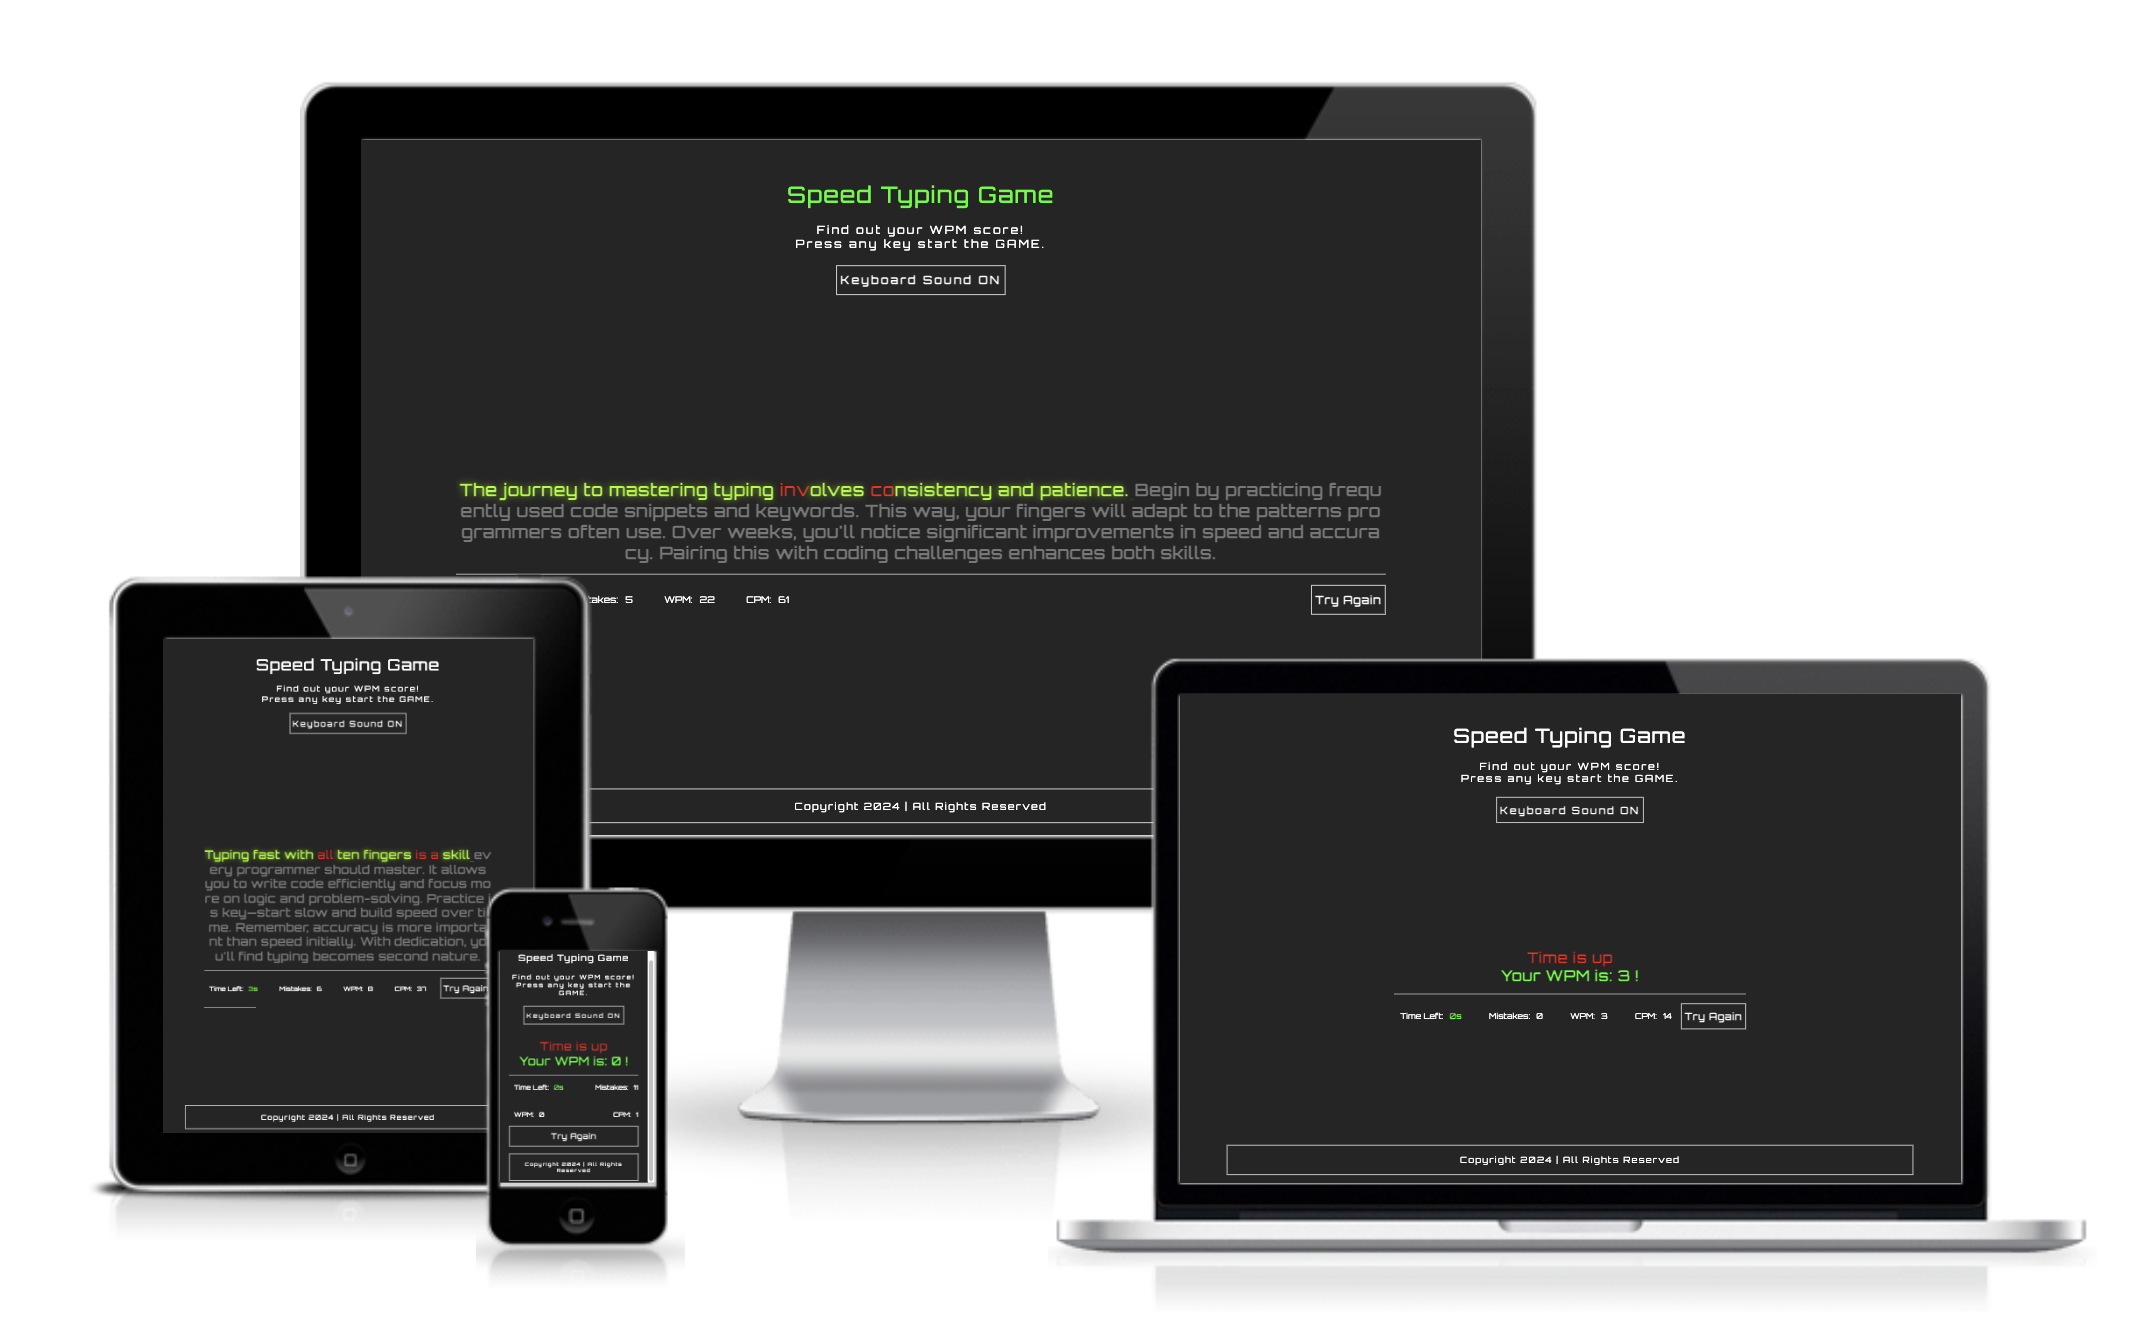 Speed Typing Game
Find out your WPM score!
Press any key start the GAME.
Keyboard Sound ON
The journey to mastering typing involves consistency and patience. Begin by practicing frequ
ently used code snippets and keywords. This way, your fingers will adapt to the patterns pro
grammers often use. Over weeks, you'll notice significant improvements in speed and accura
cy. Pairing this with coding challenges enhances both skills.
takes: 5 WPM: 22 CPM: 61 Try Again
Copyright 2024 | All Rights Reserved
Speed Typing Game
Find out your WPM score!
Press any key start the GAME.
Keyboard Sound ON
Typing fast with all ten fingers is a skill ev
ery programmer should master. It allows
you to write code efficiently and focus mo
re on logic and problem-solving. Practice i
s key—start slow and build speed over ti
me. Remember, accuracy is more importa
nt than speed initially. With dedication, yo
u'll find typing becomes second nature.
Time Left: 3s Mistakes: 6 WPM: 8 CPM: 37 Try Again
Copyright 2024 | All Rights Reserved
Speed Typing Game
Find out your WPM score!
Press any key start the
GAME.
Keyboard Sound ON
Time is up
Your WPM is: 0 !
Time Left: 0s Mistakes: 11
WPM: 0 CPM: 1
Try Again
Copyright 2024 | All Rights
Reserved
Speed Typing Game
Find out your WPM score!
Press any key start the GAME.
Keyboard Sound ON
Time is up
Your WPM is: 3 !
Time Left: 0s Mistakes: 0 WPM: 3 CPM: 14 Try Again
Copyright 2024 | All Rights Reserved